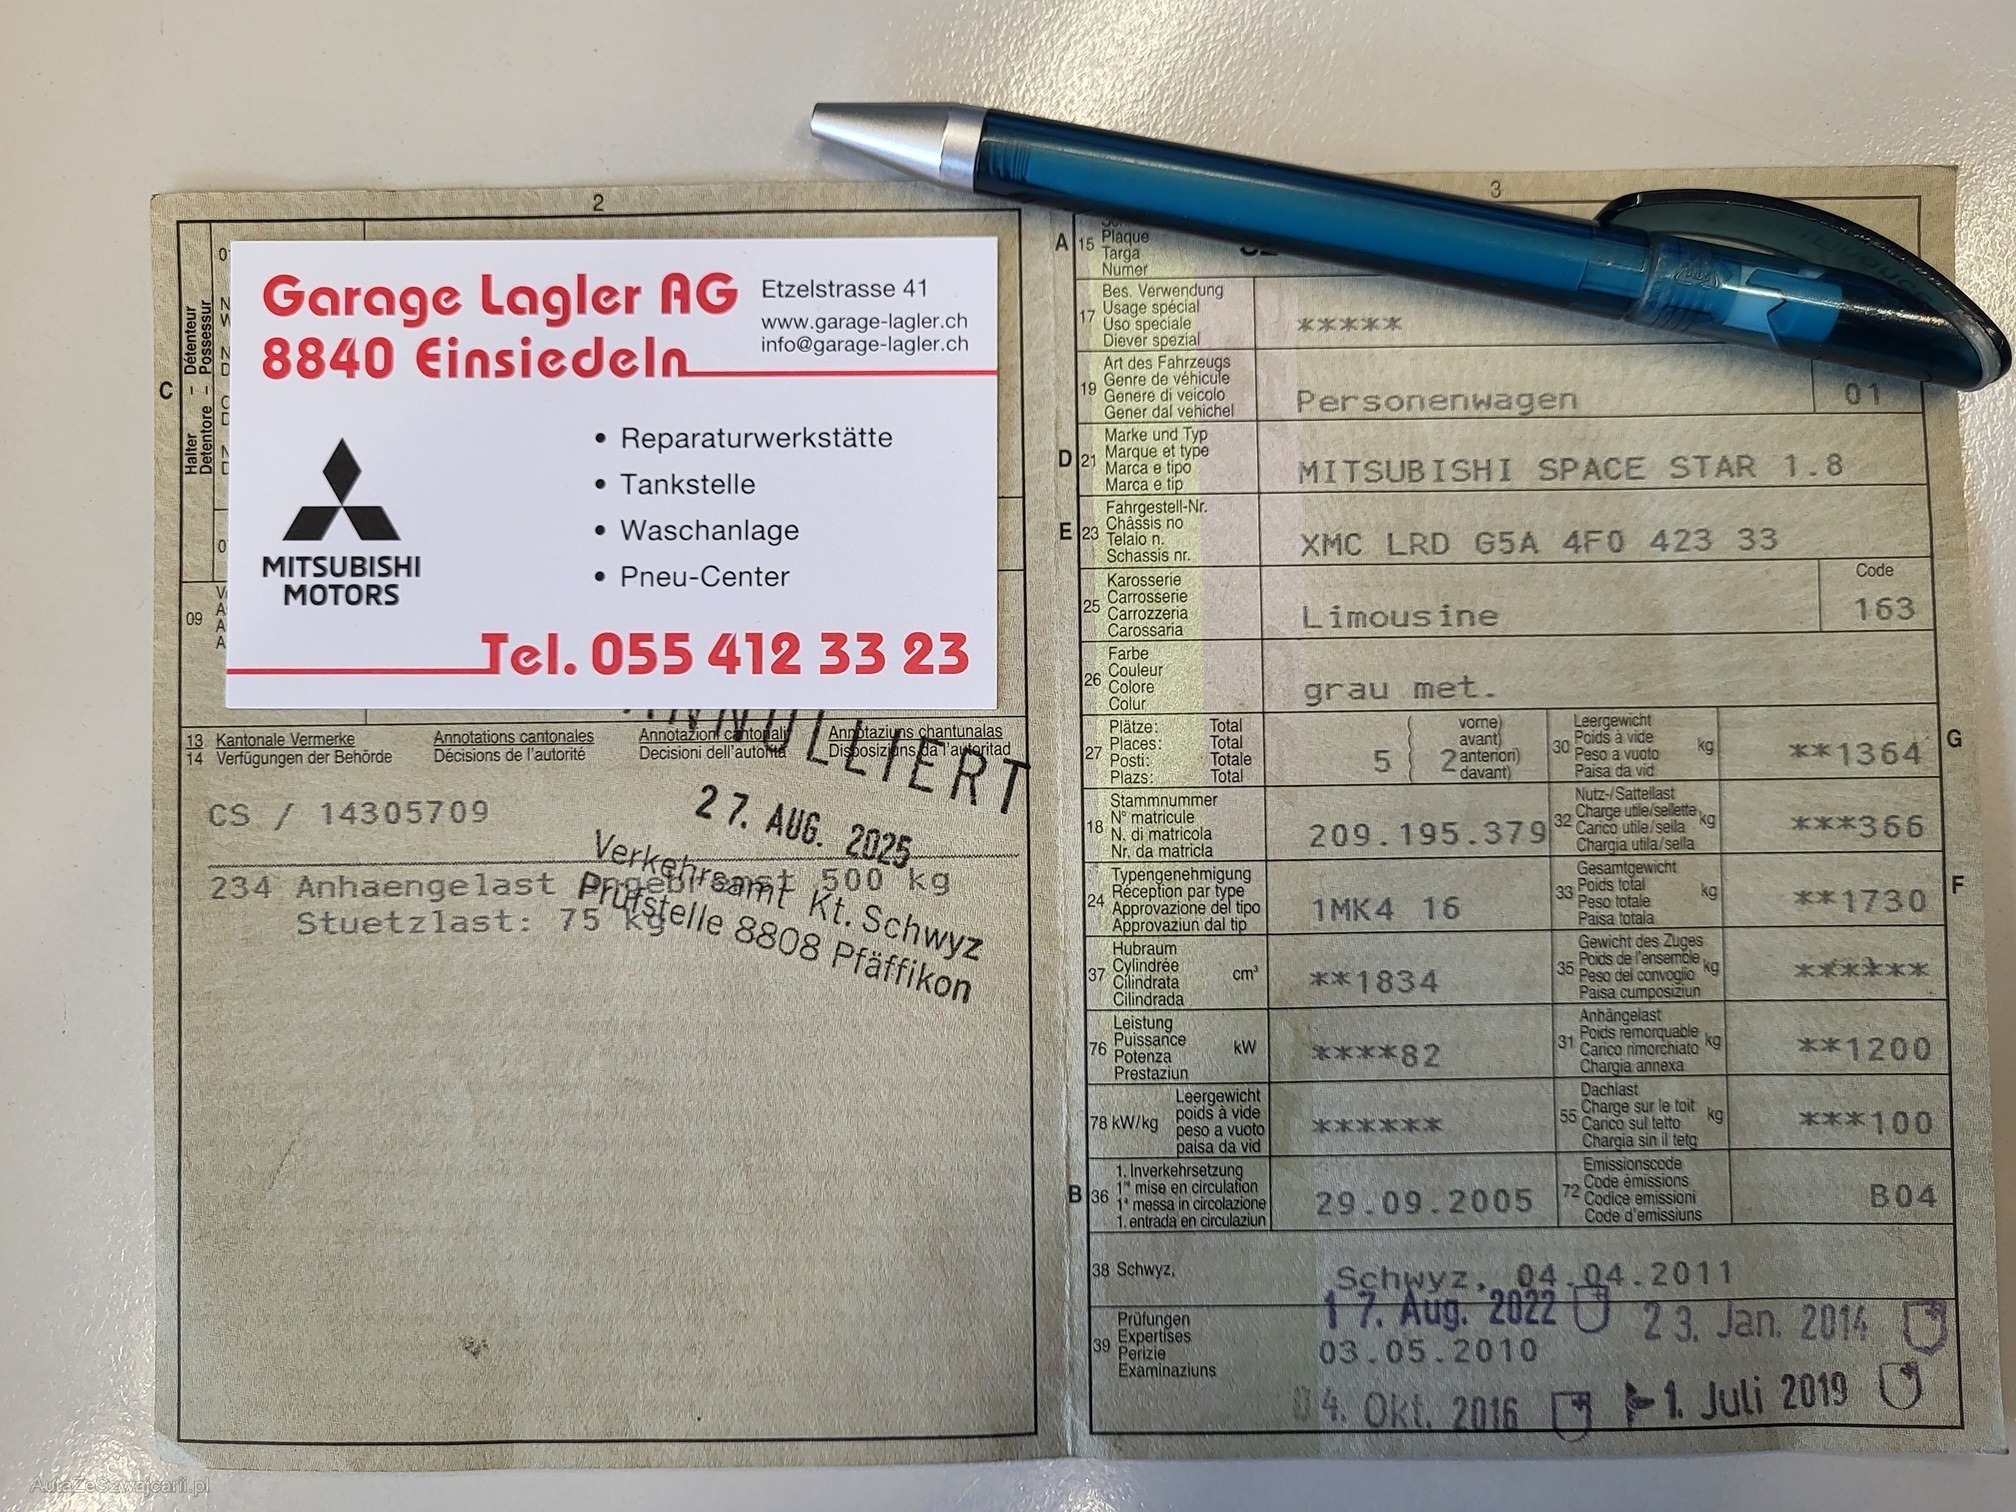 2
Garage Lagler AG
8840 Einsiedeln
Etzelstrasse 41
www.garage-lagler.ch
info@garage-lagler.ch
MITSUBISHI
MOTORS
• Reparaturwerkstätte
• Tankstelle
• Waschanlage
• Pneu-Center
Tel. 055 412 33 23
C
Halter - Détenteur
Detentore - Possessur
09
13 Kantonale Vermerke Annotations cantonales Annotazioni cantonali Annotaziuns chantunalas
14 Verfügungen der Behörde Décisions de l'autorité Decisioni dell'autorità Disposiziuns da l'autoritad
ANNULLIERT
27. AUG. 2025
Verkehrsamt Kt. Schwyz
Prüfstelle 8808 Pfäffikon
CS / 14305709
234 Anhaengelast ungebremst 500 kg
Stuetzlast: 75 kg
3
A 15 Plaque
Targa
Numer
17 Bes. Verwendung
Usage spécial
Uso speciale
Diever spezial
*****
19 Art des Fahrzeugs
Genre de véhicule
Genere di veicolo
Gener dal vehichel
Personenwagen 01
D 21 Marke und Typ
Marque et type
Marca e tipo
Marca e tip
MITSUBISHI SPACE STAR 1.8
E 23 Fahrgestell-Nr.
Châssis no
Telaio n.
Schassis nr.
XMC LRD G5A 4F0 423 33
25 Karosserie
Carrosserie
Carrozzeria
Carossaria
Limousine
Code
163
26 Farbe
Couleur
Colore
Colur
grau met.
27 Plätze: Total
Places: Total
Posti: Totale
Plazs: Total
5 2 vorne)
avant)
anteriori)
davant)
30 Leergewicht
Poids à vide
Peso a vuoto
Paisa da vid
kg **1364 G
18 Stammnummer
N° matricule
N. di matricola
Nr. da matricla
209.195.379
32 Nutz-/Sattellast
Charge utile/sellette
Carico utile/sella
Chargia utila/sella
kg ***366
24 Typengenehmigung
Réception par type
Approvazione del tipo
Approvaziun dal tip
1MK4 16
33 Gesamtgewicht
Poids total
Peso totale
Paisa totala
kg **1730 F
37 Hubraum
Cylindrée
Cilindrata
Cilindrada
cm³ **1834
35 Gewicht des Zuges
Poids de l'ensemble
Peso del convoglio
Paisa cumposiziun
kg ******
76 Leistung
Puissance
Potenza
Prestaziun
kW ****82
31 Anhängelast
Poids remorquable
Carico rimorchiato
Chargia annexa
kg **1200
78 kW/kg Leergewicht
poids à vide
peso a vuoto
paisa da vid
******
55 Dachlast
Charge sur le toit
Carico sul tetto
Chargia sin il tetg
kg ***100
B 36 1. Inverkehrsetzung
1re mise en circulation
1a messa in circolazione
1. entrada en circulaziun
29.09.2005
72 Emissionscode
Code émissions
Codice emissioni
Code d'emissiuns
B04
38 Schwyz,
Schwyz, 04.04.2011
39 Prüfungen
Expertises
Perizie
Examinaziuns
17. Aug. 2022 23. Jan. 2014
03.05.2010
04. Okt. 2016 1. Juli 2019
AutaZeSzwajcarii.pl